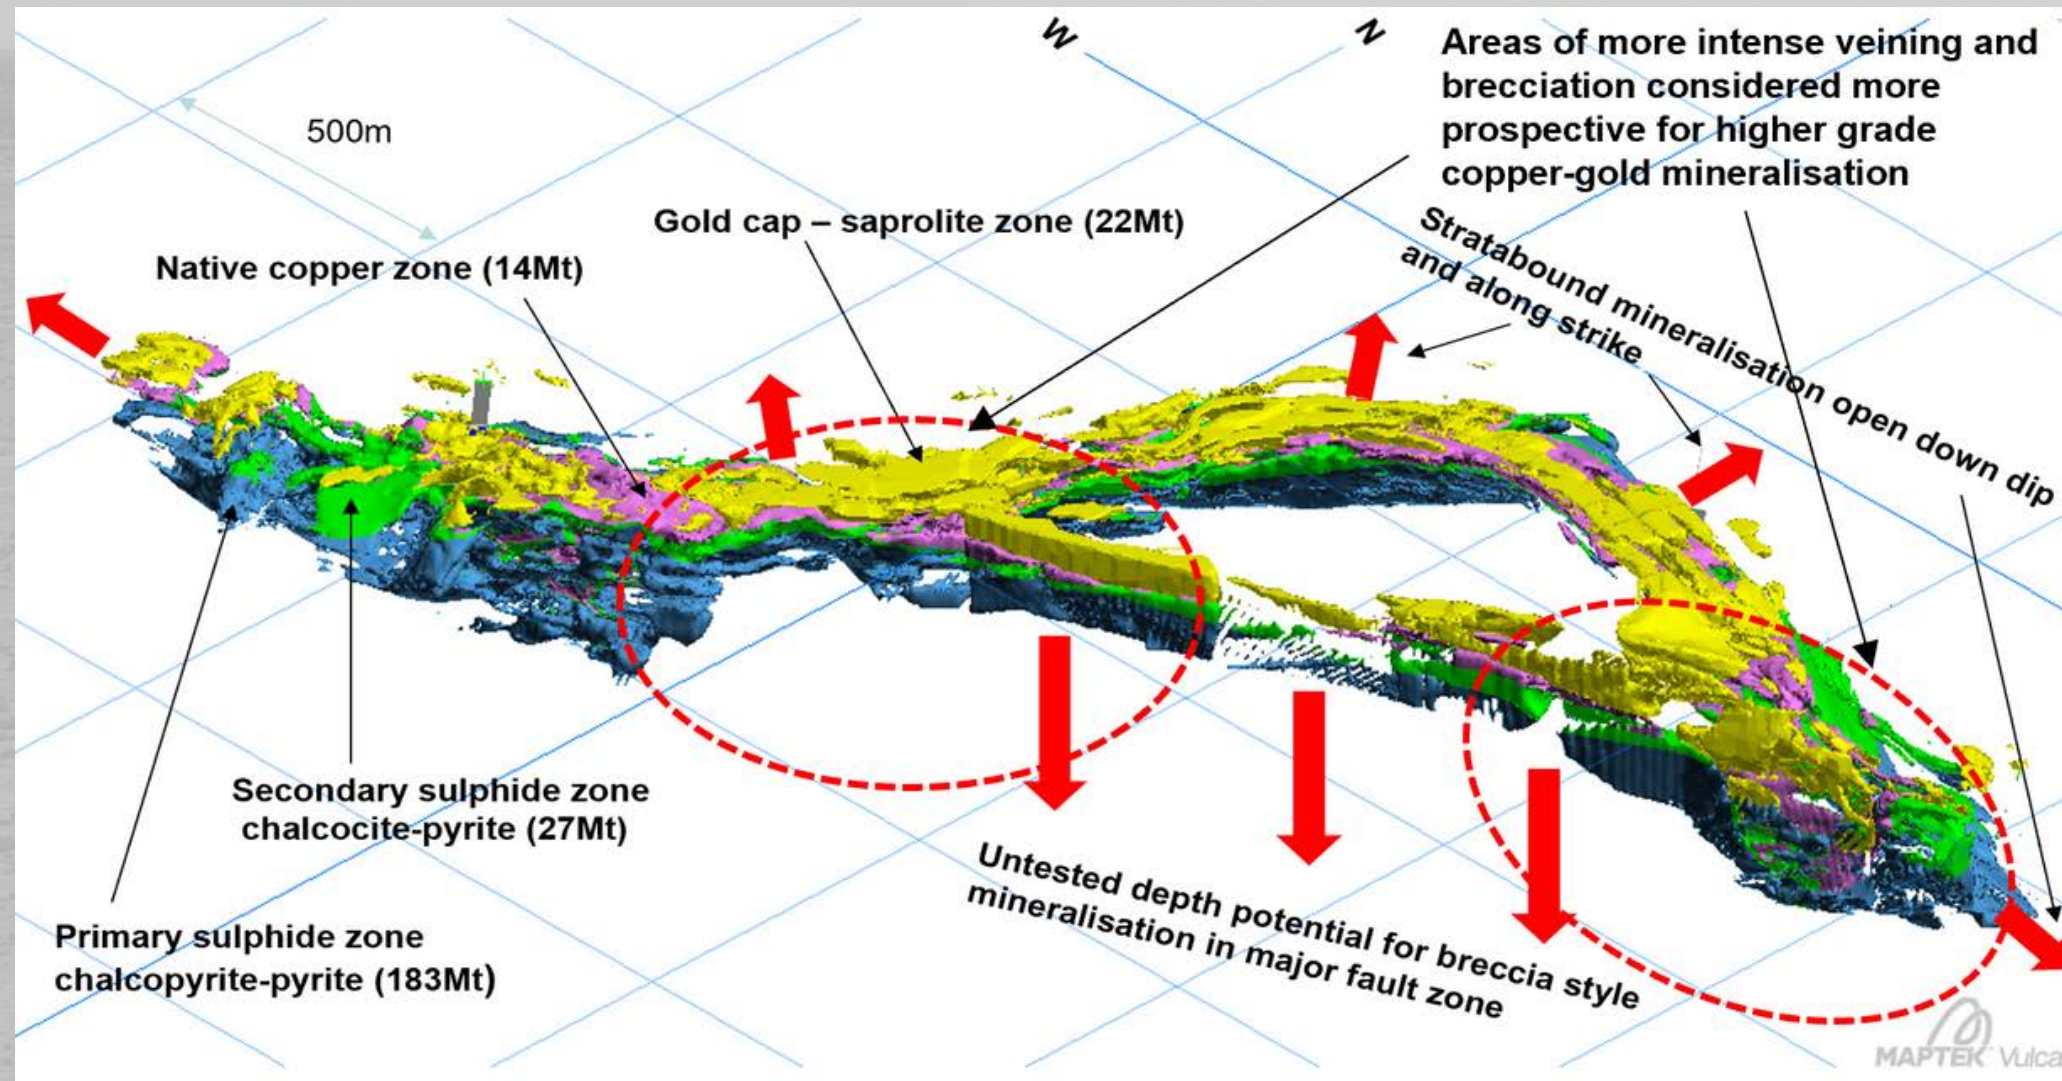 W
N
Areas of more intense veining and
brecciation considered more
prospective for higher grade
copper-gold mineralisation
500m
Gold cap – saprolite zone (22Mt)
Native copper zone (14Mt)
Stratabound mineralisation open down dip
and along strike
Secondary sulphide zone
chalcocite-pyrite (27Mt)
Untested depth potential for breccia style
mineralisation in major fault zone
Primary sulphide zone
chalcopyrite-pyrite (183Mt)
MAPTEK Vulca